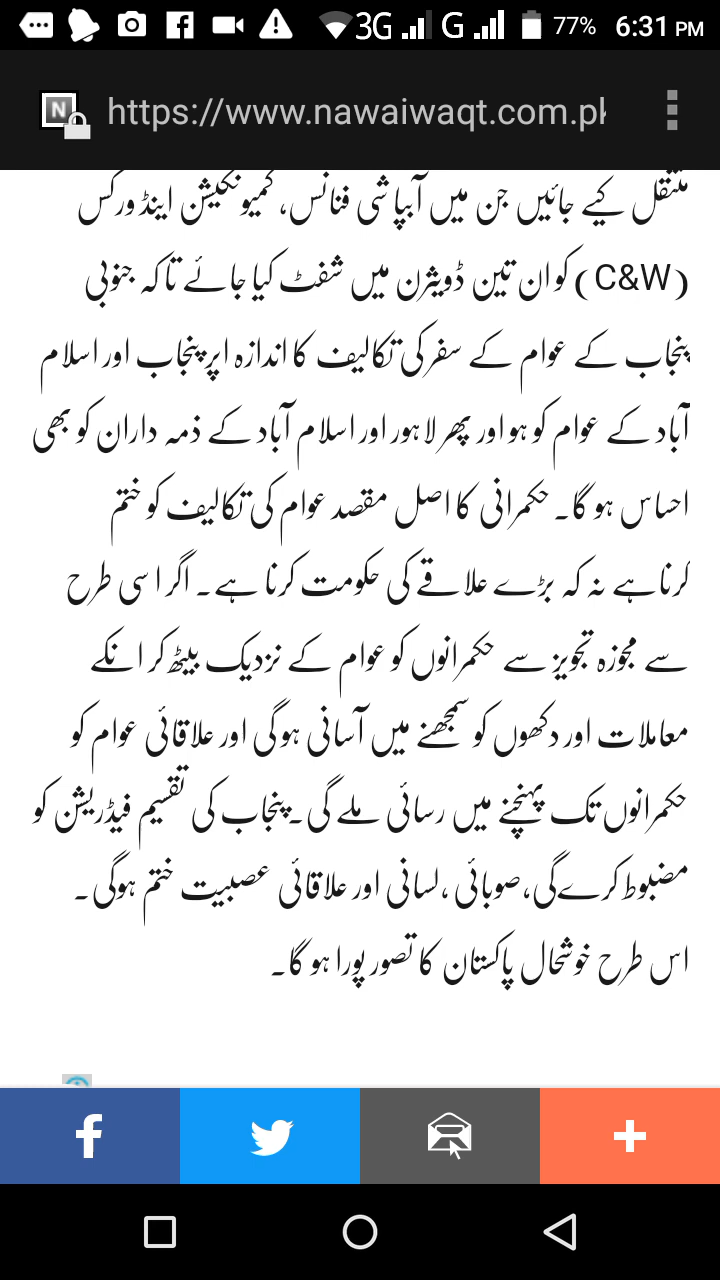 3G G 77% 6:31 PM
N https://www.nawaiwaqt.com.pk
منتقل کیے جائیں جن میں آبپاشی فنانس، کمیونکیشن اینڈ ورکس
(C&W) کو ان تین ڈویثرن میں شفٹ کیا جائے تاکہ جنوبی
پنجاب کے عوام کے سفر کی تکالیف کا اندازہ اپر پنجاب اور اسلام
آباد کے عوام کو ہو اور پھر لاہور اور اسلام آباد کے ذمہ داران کو بھی
احساس ہو گا۔ حکمرانی کا اصل مقصد عوام کی تکالیف کو ختم
کرنا ہے نہ کہ بڑے علاقے کی حکومت کرنا ہے۔ اگر اسی طرح
سے مجوزہ تجویز سے حکمرانوں کو عوام کے نزدیک بیٹھ کر انکے
معاملات اور دکھوں کو سمجھنے میں آسانی ہو گی اور علاقائی عوام کو
حکمرانوں تک پہنچنے میں رسائی ملے گی۔ پنجاب کی تقسیم فیڈریشن کو
مضبوط کرے گی، صوبائی ، لسانی اور علاقائی عصبیت ختم ہوگی۔
اس طرح خوشحال پاکستان کا تصور پورا ہو گا۔